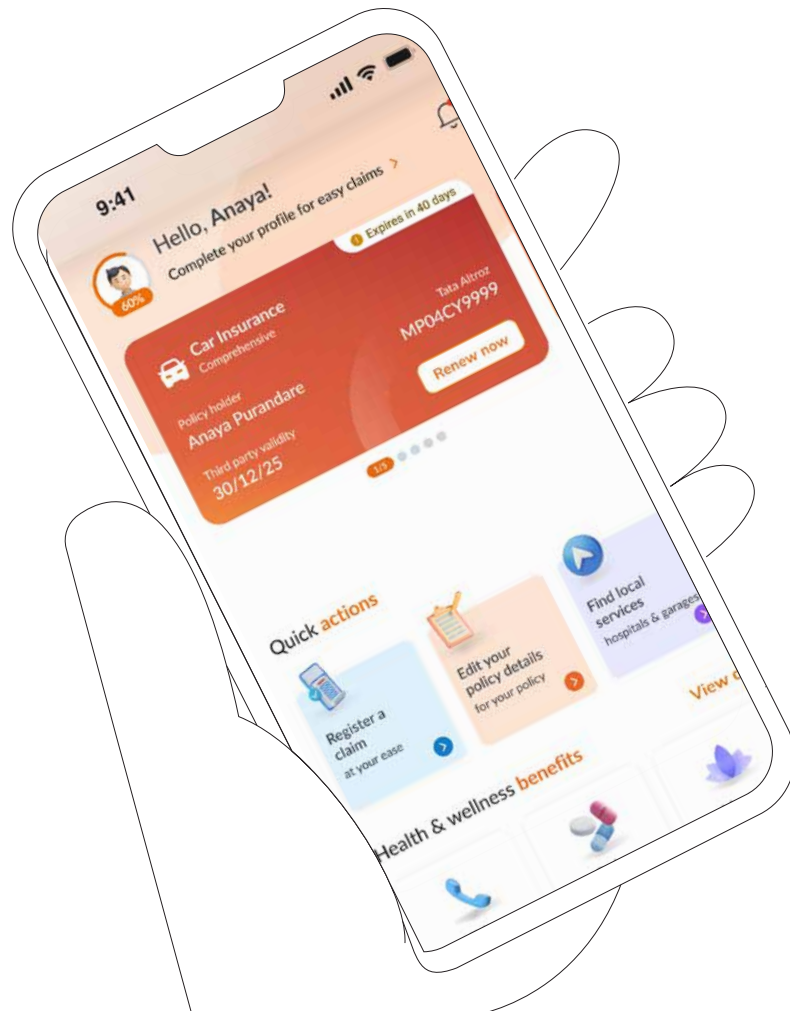 9:41
Hello, Anaya!
Complete your profile for easy claims
60%
Expires in 40 days
Car Insurance
Comprehensive
Tata Altroz
MP04CY9999
Policy holder
Anaya Purandare
Renew now
Third party validity
30/12/25
1/5
Quick actions
Register a
claim
at your ease
Edit your
policy details
for your policy
Find local
services
hospitals & garages
Health & wellness benefits
View